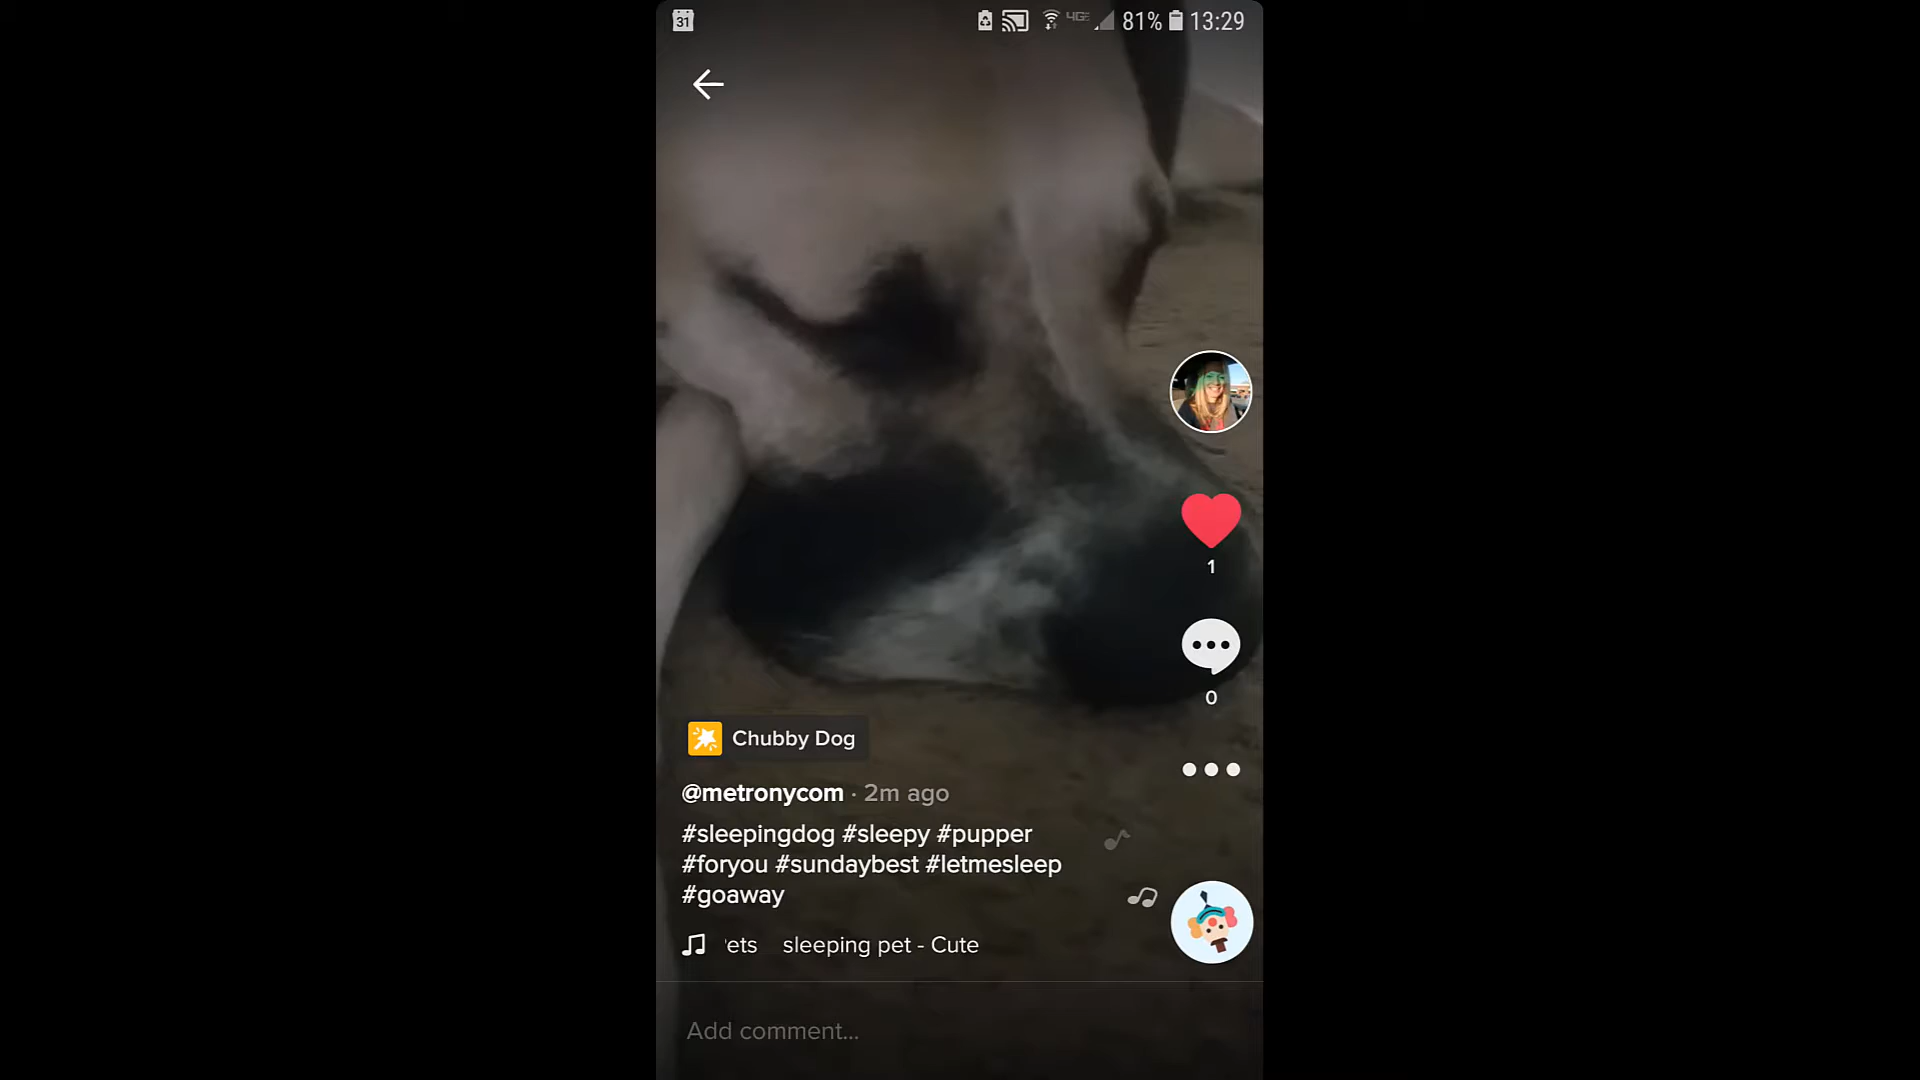 31
81% 13:29
1
0
Chubby Dog
@metronycom · 2m ago
#sleepingdog #sleepy #pupper
#foryou #sundaybest #letmesleep
#goaway
ets sleeping pet - Cute
Add comment...